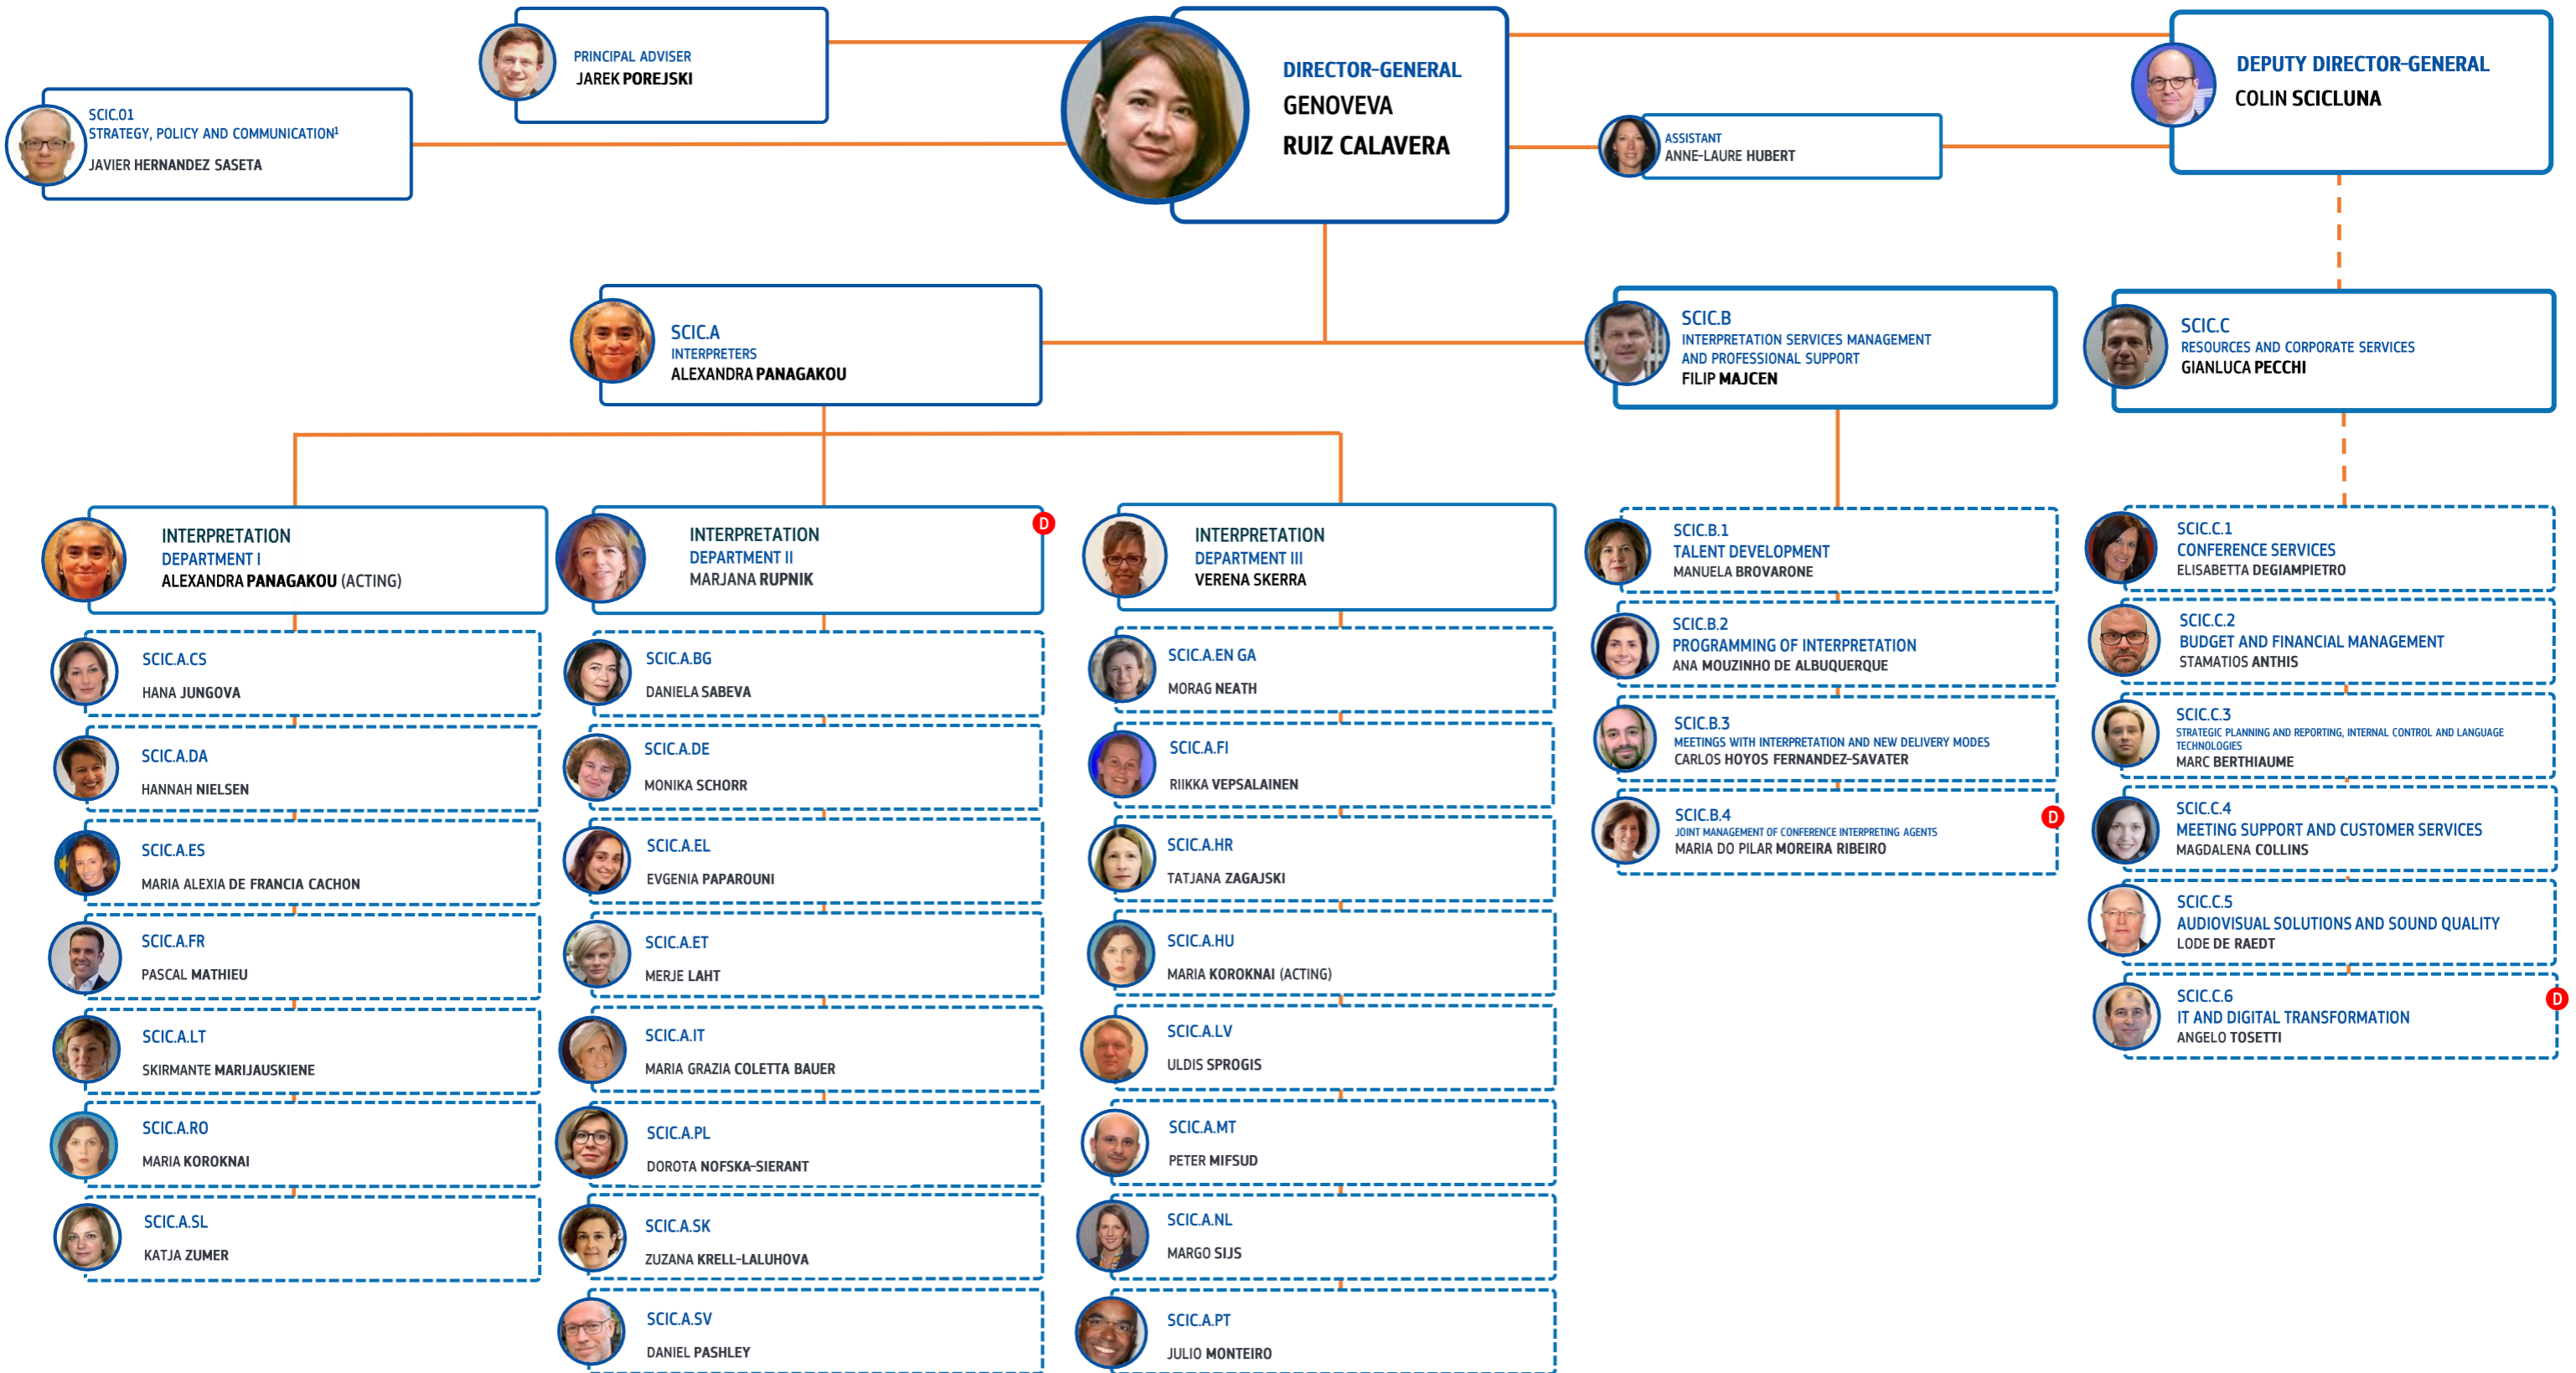 PRINCIPAL ADVISER
JAREK POREJSKI
SCIC.01
STRATEGY, POLICY AND COMMUNICATION¹
JAVIER HERNANDEZ SASETA
DIRECTOR-GENERAL
GENOVEVA
RUIZ CALAVERA
ASSISTANT
ANNE-LAURE HUBERT
DEPUTY DIRECTOR-GENERAL
COLIN SCICLUNA
SCIC.A
INTERPRETERS
ALEXANDRA PANAGAKOU
SCIC.B
INTERPRETATION SERVICES MANAGEMENT
AND PROFESSIONAL SUPPORT
FILIP MAJCEN
SCIC.C
RESOURCES AND CORPORATE SERVICES
GIANLUCA PECCHI
INTERPRETATION
DEPARTMENT I
ALEXANDRA PANAGAKOU (ACTING)
SCIC.A.CS
HANA JUNGOVA
SCIC.A.DA
HANNAH NIELSEN
SCIC.A.ES
MARIA ALEXIA DE FRANCIA CACHON
SCIC.A.FR
PASCAL MATHIEU
SCIC.A.LT
SKIRMANTE MARIJAUSKIENE
SCIC.A.RO
MARIA KOROKNAI
SCIC.A.SL
KATJA ZUMER
INTERPRETATION
DEPARTMENT II
MARJANA RUPNIK
D
SCIC.A.BG
DANIELA SABEVA
SCIC.A.DE
MONIKA SCHORR
SCIC.A.EL
EVGENIA PAPAROUNI
SCIC.A.ET
MERJE LAHT
SCIC.A.IT
MARIA GRAZIA COLETTA BAUER
SCIC.A.PL
DOROTA NOFSKA-SIERANT
SCIC.A.SK
ZUZANA KRELL-LALUHOVA
SCIC.A.SV
DANIEL PASHLEY
INTERPRETATION
DEPARTMENT III
VERENA SKERRA
SCIC.A.EN GA
MORAG NEATH
SCIC.A.FI
RIIKKA VEPSALAINEN
SCIC.A.HR
TATJANA ZAGAJSKI
SCIC.A.HU
MARIA KOROKNAI (ACTING)
SCIC.A.LV
ULDIS SPROGIS
SCIC.A.MT
PETER MIFSUD
SCIC.A.NL
MARGO SIJS
SCIC.A.PT
JULIO MONTEIRO
SCIC.B.1
TALENT DEVELOPMENT
MANUELA BROVARONE
SCIC.B.2
PROGRAMMING OF INTERPRETATION
ANA MOUZINHO DE ALBUQUERQUE
SCIC.B.3
MEETINGS WITH INTERPRETATION AND NEW DELIVERY MODES
CARLOS HOYOS FERNANDEZ-SAVATER
SCIC.B.4
JOINT MANAGEMENT OF CONFERENCE INTERPRETING AGENTS
MARIA DO PILAR MOREIRA RIBEIRO
D
SCIC.C.1
CONFERENCE SERVICES
ELISABETTA DEGIAMPIETRO
SCIC.C.2
BUDGET AND FINANCIAL MANAGEMENT
STAMATIOS ANTHIS
SCIC.C.3
STRATEGIC PLANNING AND REPORTING, INTERNAL CONTROL AND LANGUAGE
TECHNOLOGIES
MARC BERTHIAUME
SCIC.C.4
MEETING SUPPORT AND CUSTOMER SERVICES
MAGDALENA COLLINS
SCIC.C.5
AUDIOVISUAL SOLUTIONS AND SOUND QUALITY
LODE DE RAEDT
SCIC.C.6
IT AND DIGITAL TRANSFORMATION
ANGELO TOSETTI
D